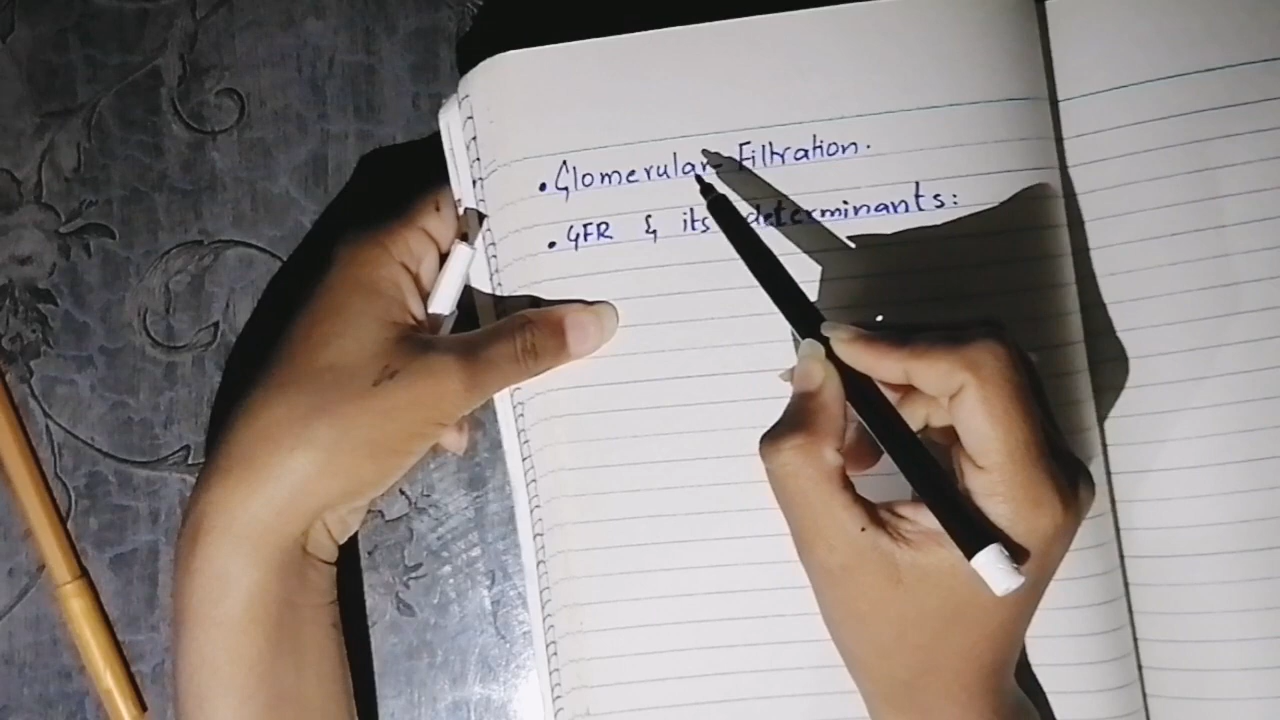 • Glomerular Filtration.
• GFR & its determinants: